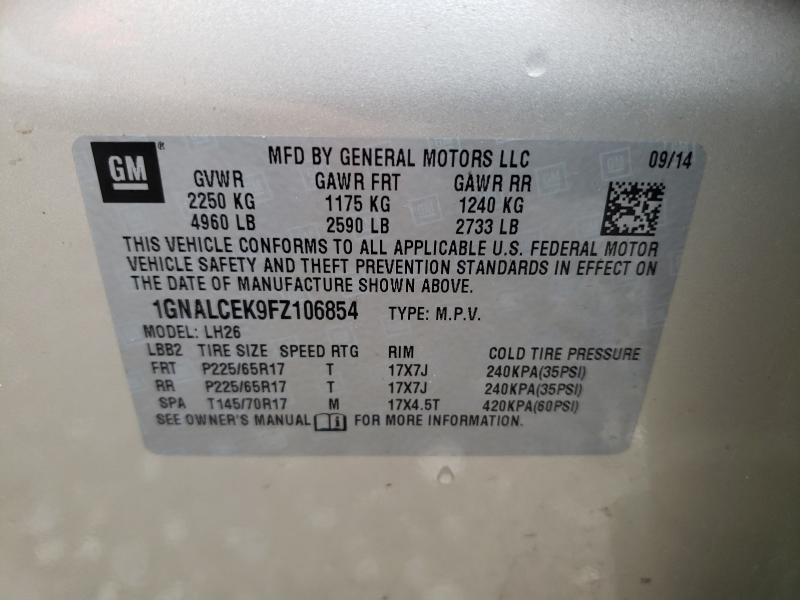 GM ®
MFD BY GENERAL MOTORS LLC 09/14
GVWR GAWR FRT GAWR RR
2250 KG 1175 KG 1240 KG
4960 LB 2590 LB 2733 LB
THIS VEHICLE CONFORMS TO ALL APPLICABLE U.S. FEDERAL MOTOR
VEHICLE SAFETY AND THEFT PREVENTION STANDARDS IN EFFECT ON
THE DATE OF MANUFACTURE SHOWN ABOVE.
1GNALCEK9FZ106854 TYPE: M.P.V.
MODEL: LH26
LBB2 TIRE SIZE SPEED RTG RIM COLD TIRE PRESSURE
FRT P225/65R17 T 17X7J 240KPA(35PSI)
RR P225/65R17 T 17X7J 240KPA(35PSI)
SPA T145/70R17 M 17X4.5T 420KPA(60PSI)
SEE OWNER'S MANUAL i FOR MORE INFORMATION.